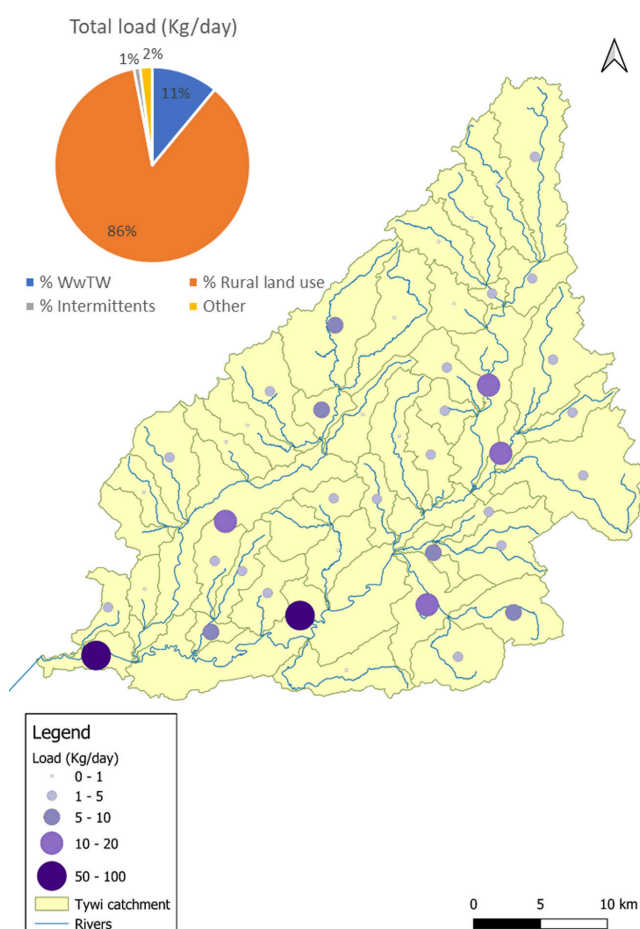 Total load (Kg/day)
1% 2%
11%
86%
% WwTW % Rural land use
% Intermittents Other
Legend
Load (Kg/day)
0 - 1
1 - 5
5 - 10
10 - 20
50 - 100
Tywi catchment
Rivers
0 5 10 km